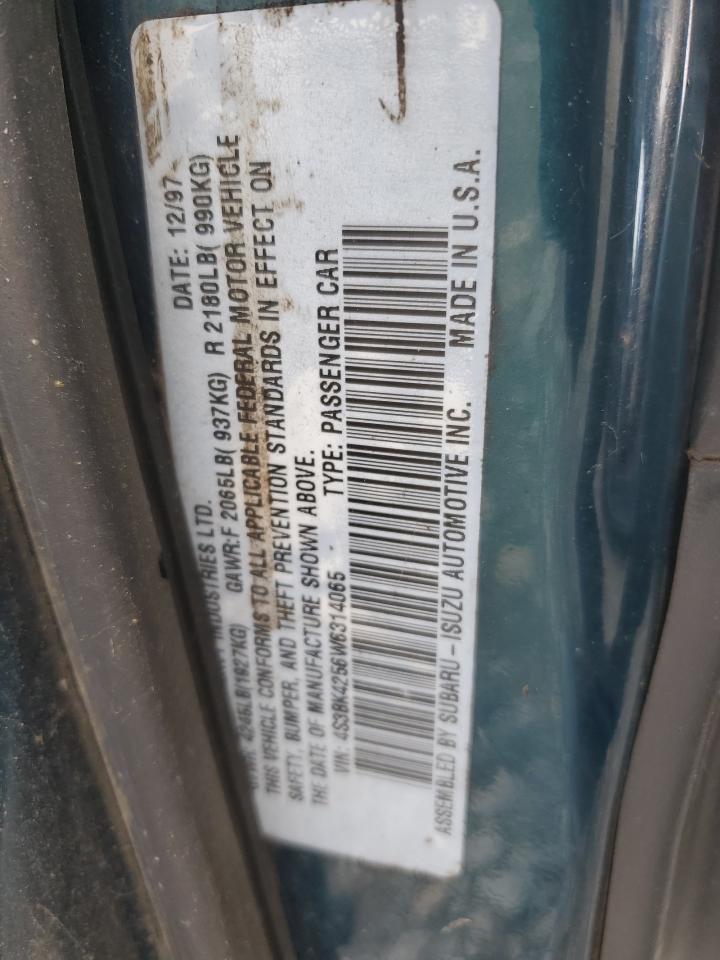 INDUSTRIES LTD. DATE: 12/97
4246LB(1927KG) GAWR:F 2065LB( 937KG) R 2180LB( 990KG)
THIS VEHICLE CONFORMS TO ALL APPLICABLE FEDERAL MOTOR VEHICLE
SAFETY, BUMPER, AND THEFT PREVENTION STANDARDS IN EFFECT ON
THE DATE OF MANUFACTURE SHOWN ABOVE.
VIN: 4S3BK4256W6314065 TYPE: PASSENGER CAR
ASSEMBLED BY SUBARU-ISUZU AUTOMOTIVE INC. MADE IN U.S.A.